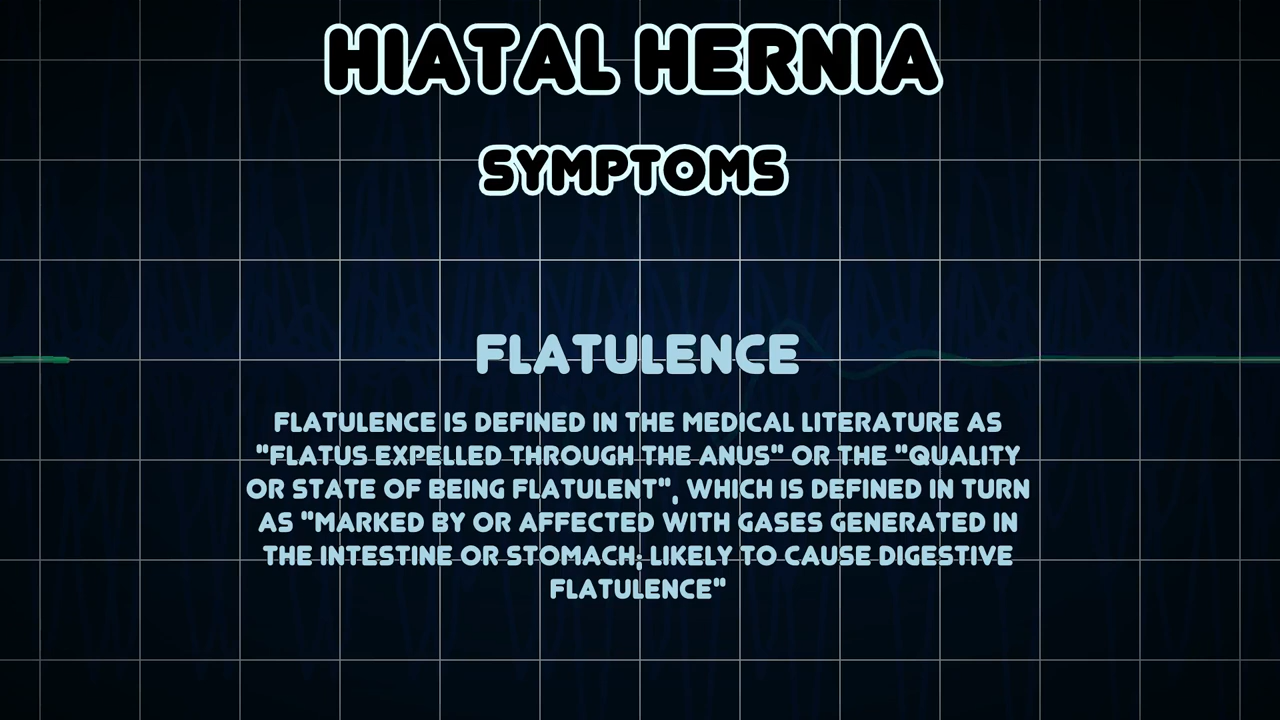 HIATAL HERNIA
SYMPTOMS
FLATULENCE
FLATULENCE IS DEFINED IN THE MEDICAL LITERATURE AS
"FLATUS EXPELLED THROUGH THE ANUS" OR THE "QUALITY
OR STATE OF BEING FLATULENT", WHICH IS DEFINED IN TURN
AS "MARKED BY OR AFFECTED WITH GASES GENERATED IN
THE INTESTINE OR STOMACH; LIKELY TO CAUSE DIGESTIVE
FLATULENCE"